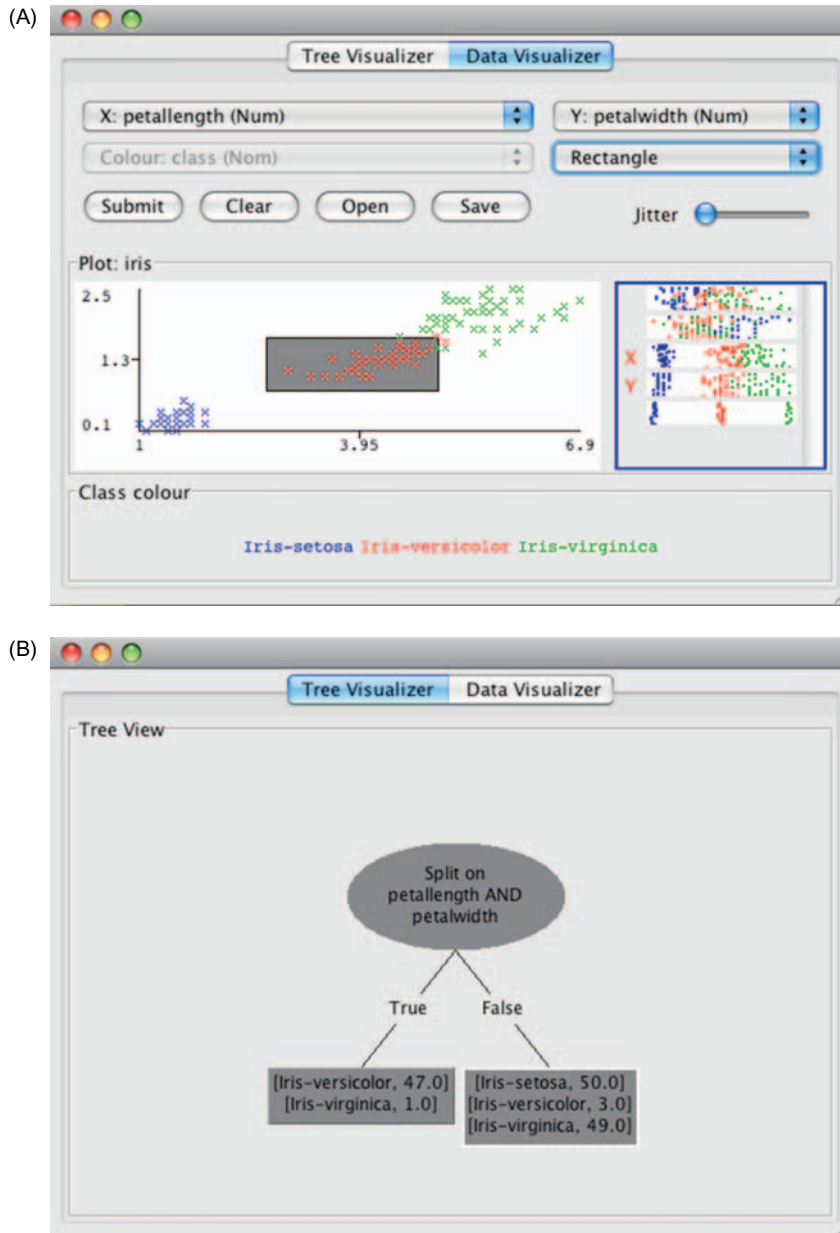 (A)
Tree Visualizer Data Visualizer
X: petallength (Num) Y: petalwidth (Num)
Colour: class (Nom) Rectangle
Submit Clear Open Save Jitter
Plot: iris
2.5
1.3
0.1
1 3.95 6.9
X
Y
Class colour
Iris-setosa Iris-versicolor Iris-virginica
(B)
Tree Visualizer Data Visualizer
Tree View
Split on
petallength AND
petalwidth
True False
[Iris-versicolor, 47.0]
[Iris-virginica, 1.0]
[Iris-setosa, 50.0]
[Iris-versicolor, 3.0]
[Iris-virginica, 49.0]